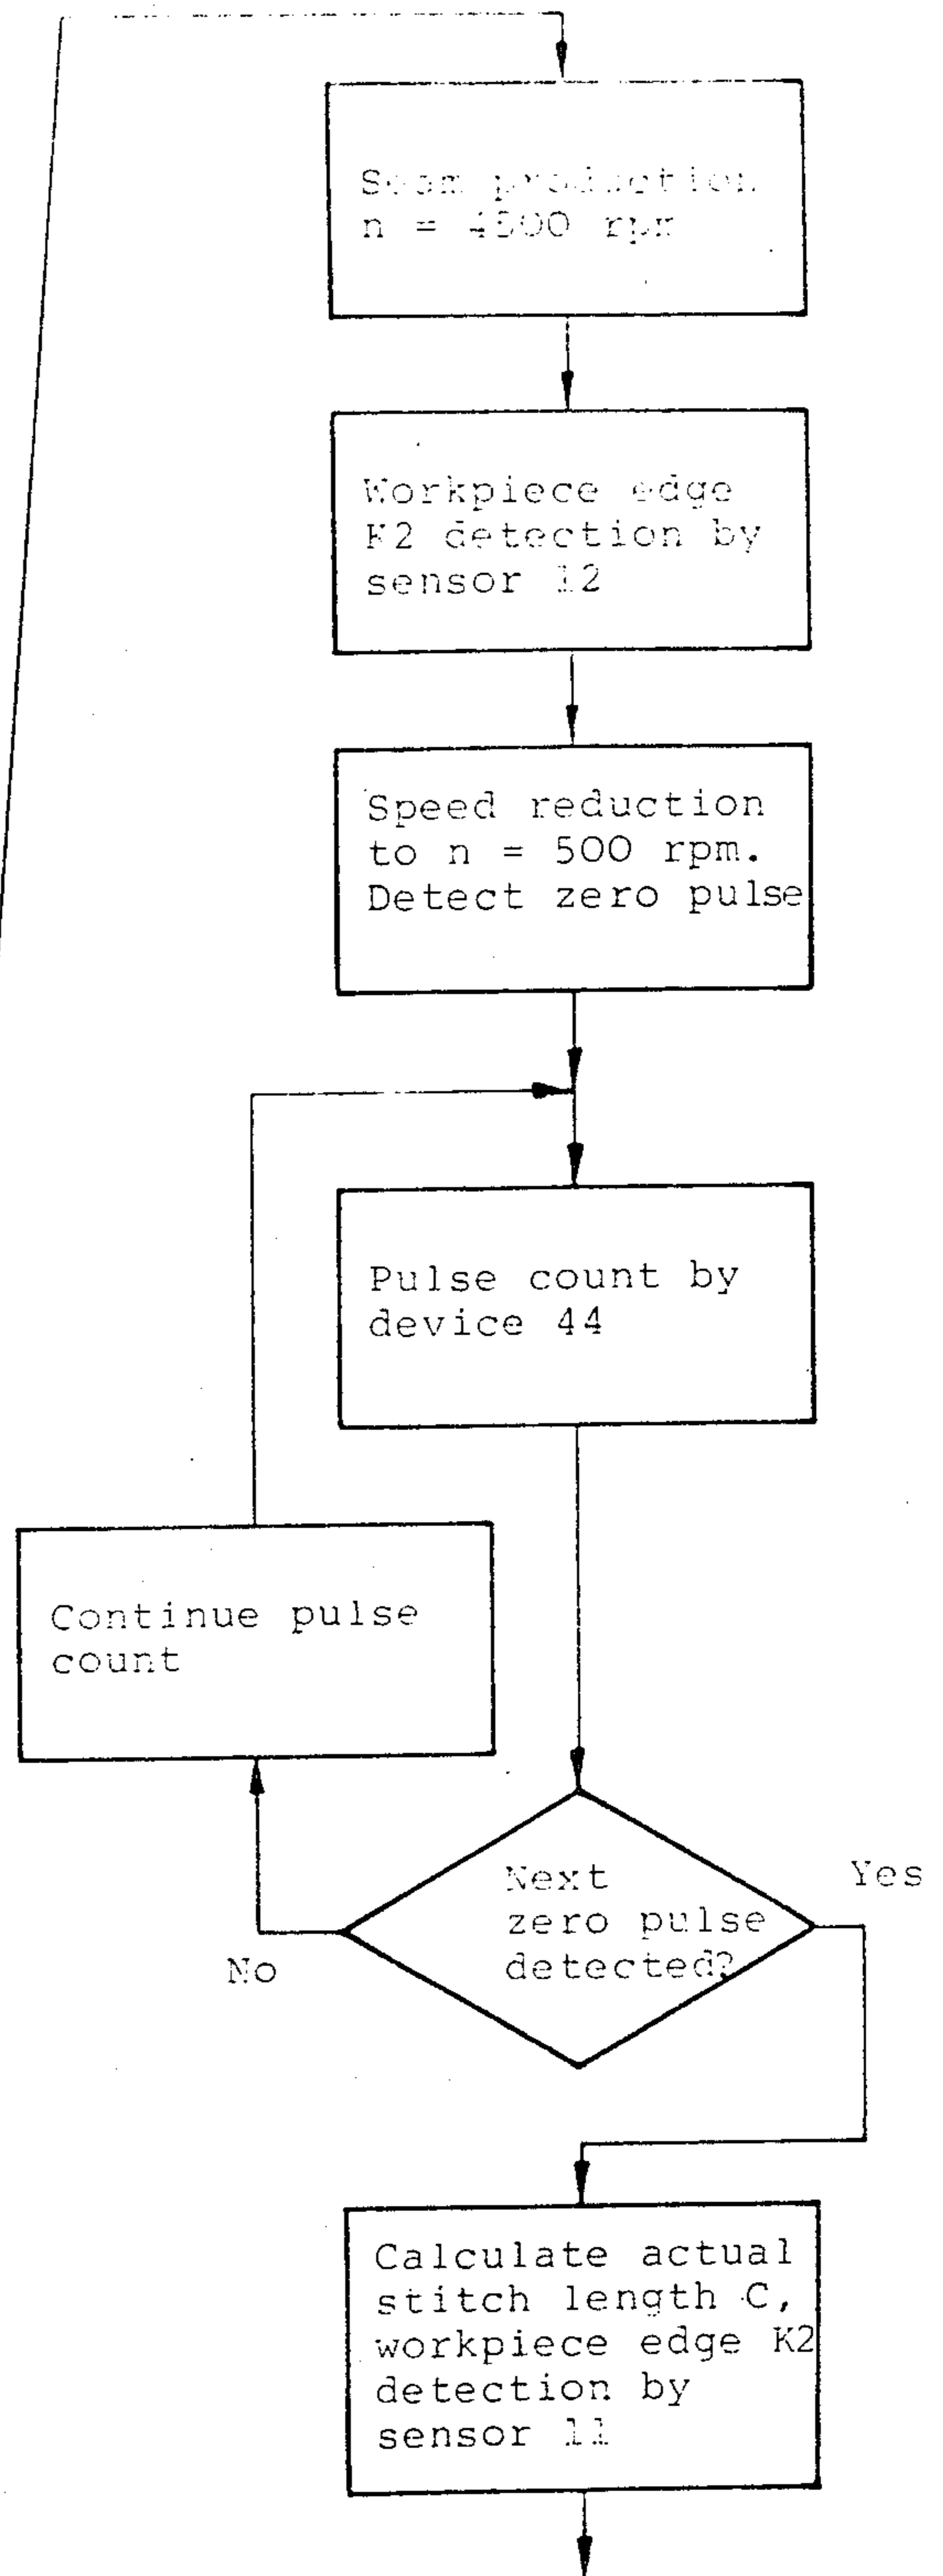 Seam production
n = 4500 rpm
Workpiece edge
K2 detection by
sensor 12
Speed reduction
to n = 500 rpm.
Detect zero pulse
Pulse count by
device 44
Continue pulse
count
Next
zero pulse
detected?
Yes
No
Calculate actual
stitch length C,
workpiece edge K2
detection by
sensor 11